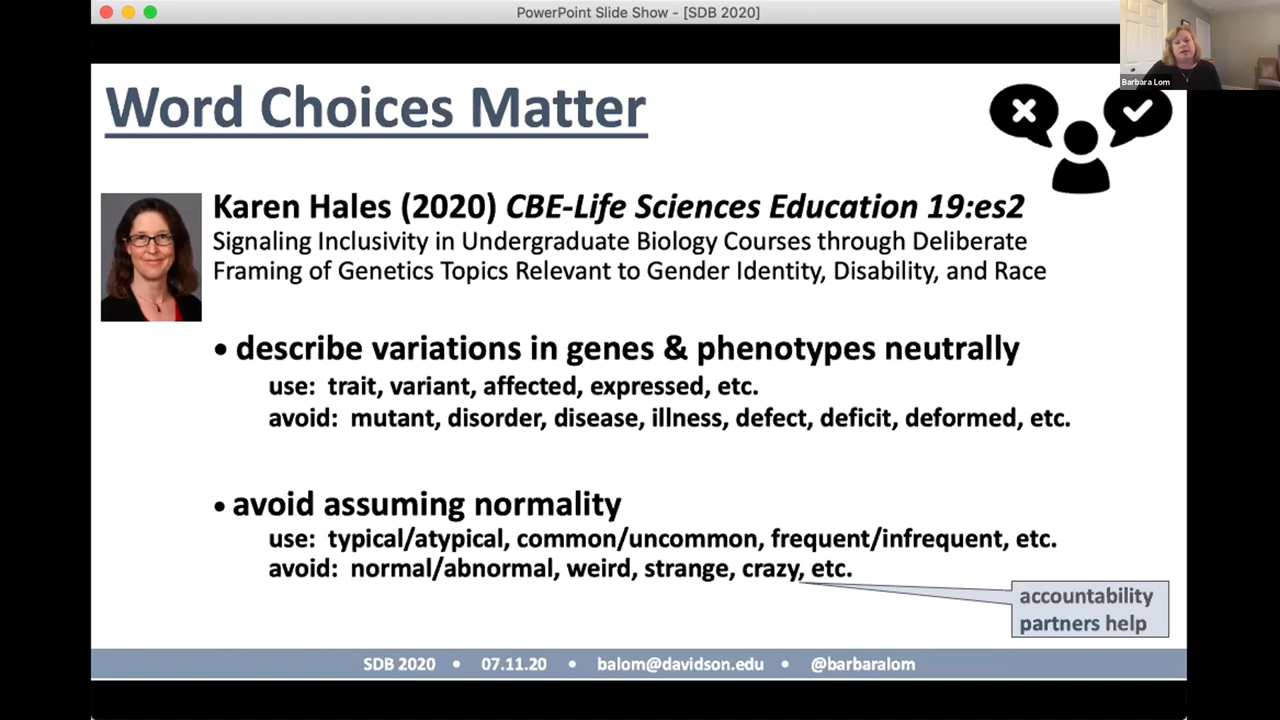 PowerPoint Slide Show - [SDB 2020]
Barbara Lom
Word Choices Matter
Karen Hales (2020) CBE-Life Sciences Education 19:es2
Signaling Inclusivity in Undergraduate Biology Courses through Deliberate
Framing of Genetics Topics Relevant to Gender Identity, Disability, and Race
• describe variations in genes & phenotypes neutrally
use: trait, variant, affected, expressed, etc.
avoid: mutant, disorder, disease, illness, defect, deficit, deformed, etc.
• avoid assuming normality
use: typical/atypical, common/uncommon, frequent/infrequent, etc.
avoid: normal/abnormal, weird, strange, crazy, etc.
accountability
partners help
SDB 2020 • 07.11.20 • balom@davidson.edu • @barbaralom